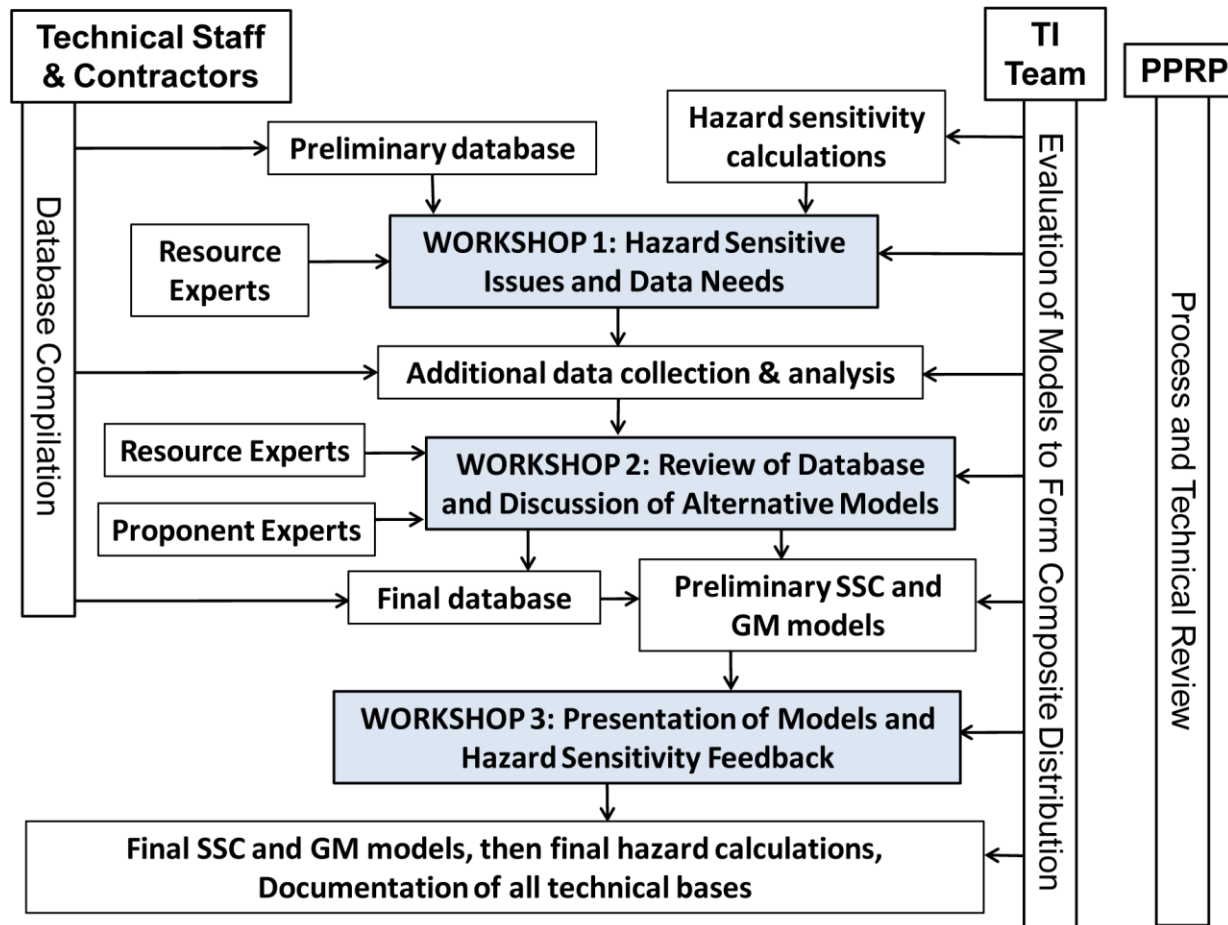 Technical Staff
& Contractors
TI
Team
PPRP
Database Compilation
Evaluation of Models to Form Composite Distribution
Process and Technical Review
Preliminary database
Hazard sensitivity
calculations
Resource
Experts
WORKSHOP 1: Hazard Sensitive
Issues and Data Needs
Additional data collection & analysis
Resource Experts
Proponent Experts
WORKSHOP 2: Review of Database
and Discussion of Alternative Models
Final database
Preliminary SSC and
GM models
WORKSHOP 3: Presentation of Models and
Hazard Sensitivity Feedback
Final SSC and GM models, then final hazard calculations,
Documentation of all technical bases